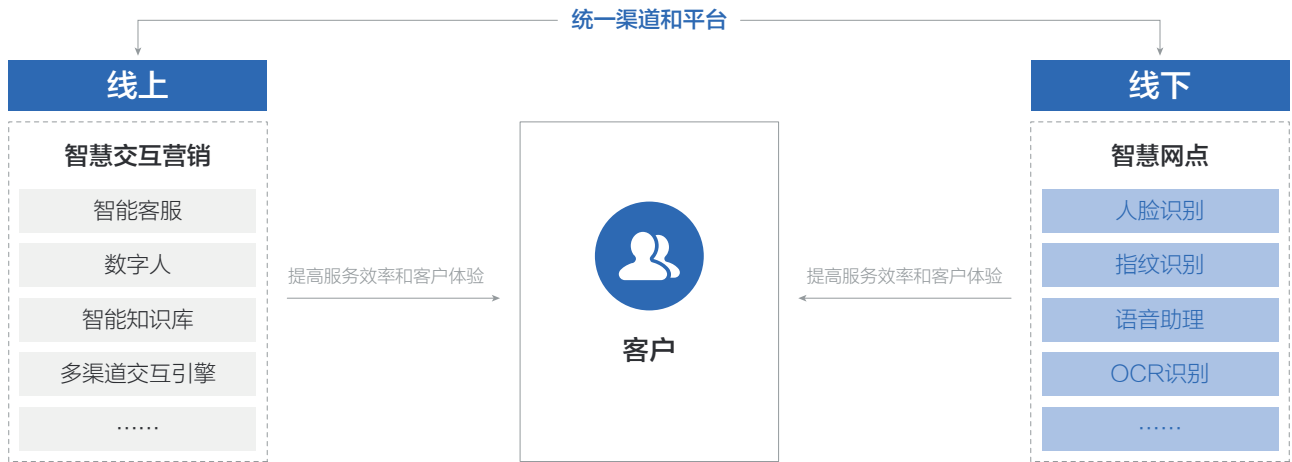 统一渠道和平台
线上
智慧交互营销
智能客服
数字人
智能知识库
多渠道交互引擎
……
提高服务效率和客户体验
客户
提高服务效率和客户体验
线下
智慧网点
人脸识别
指纹识别
语音助理
OCR识别
……